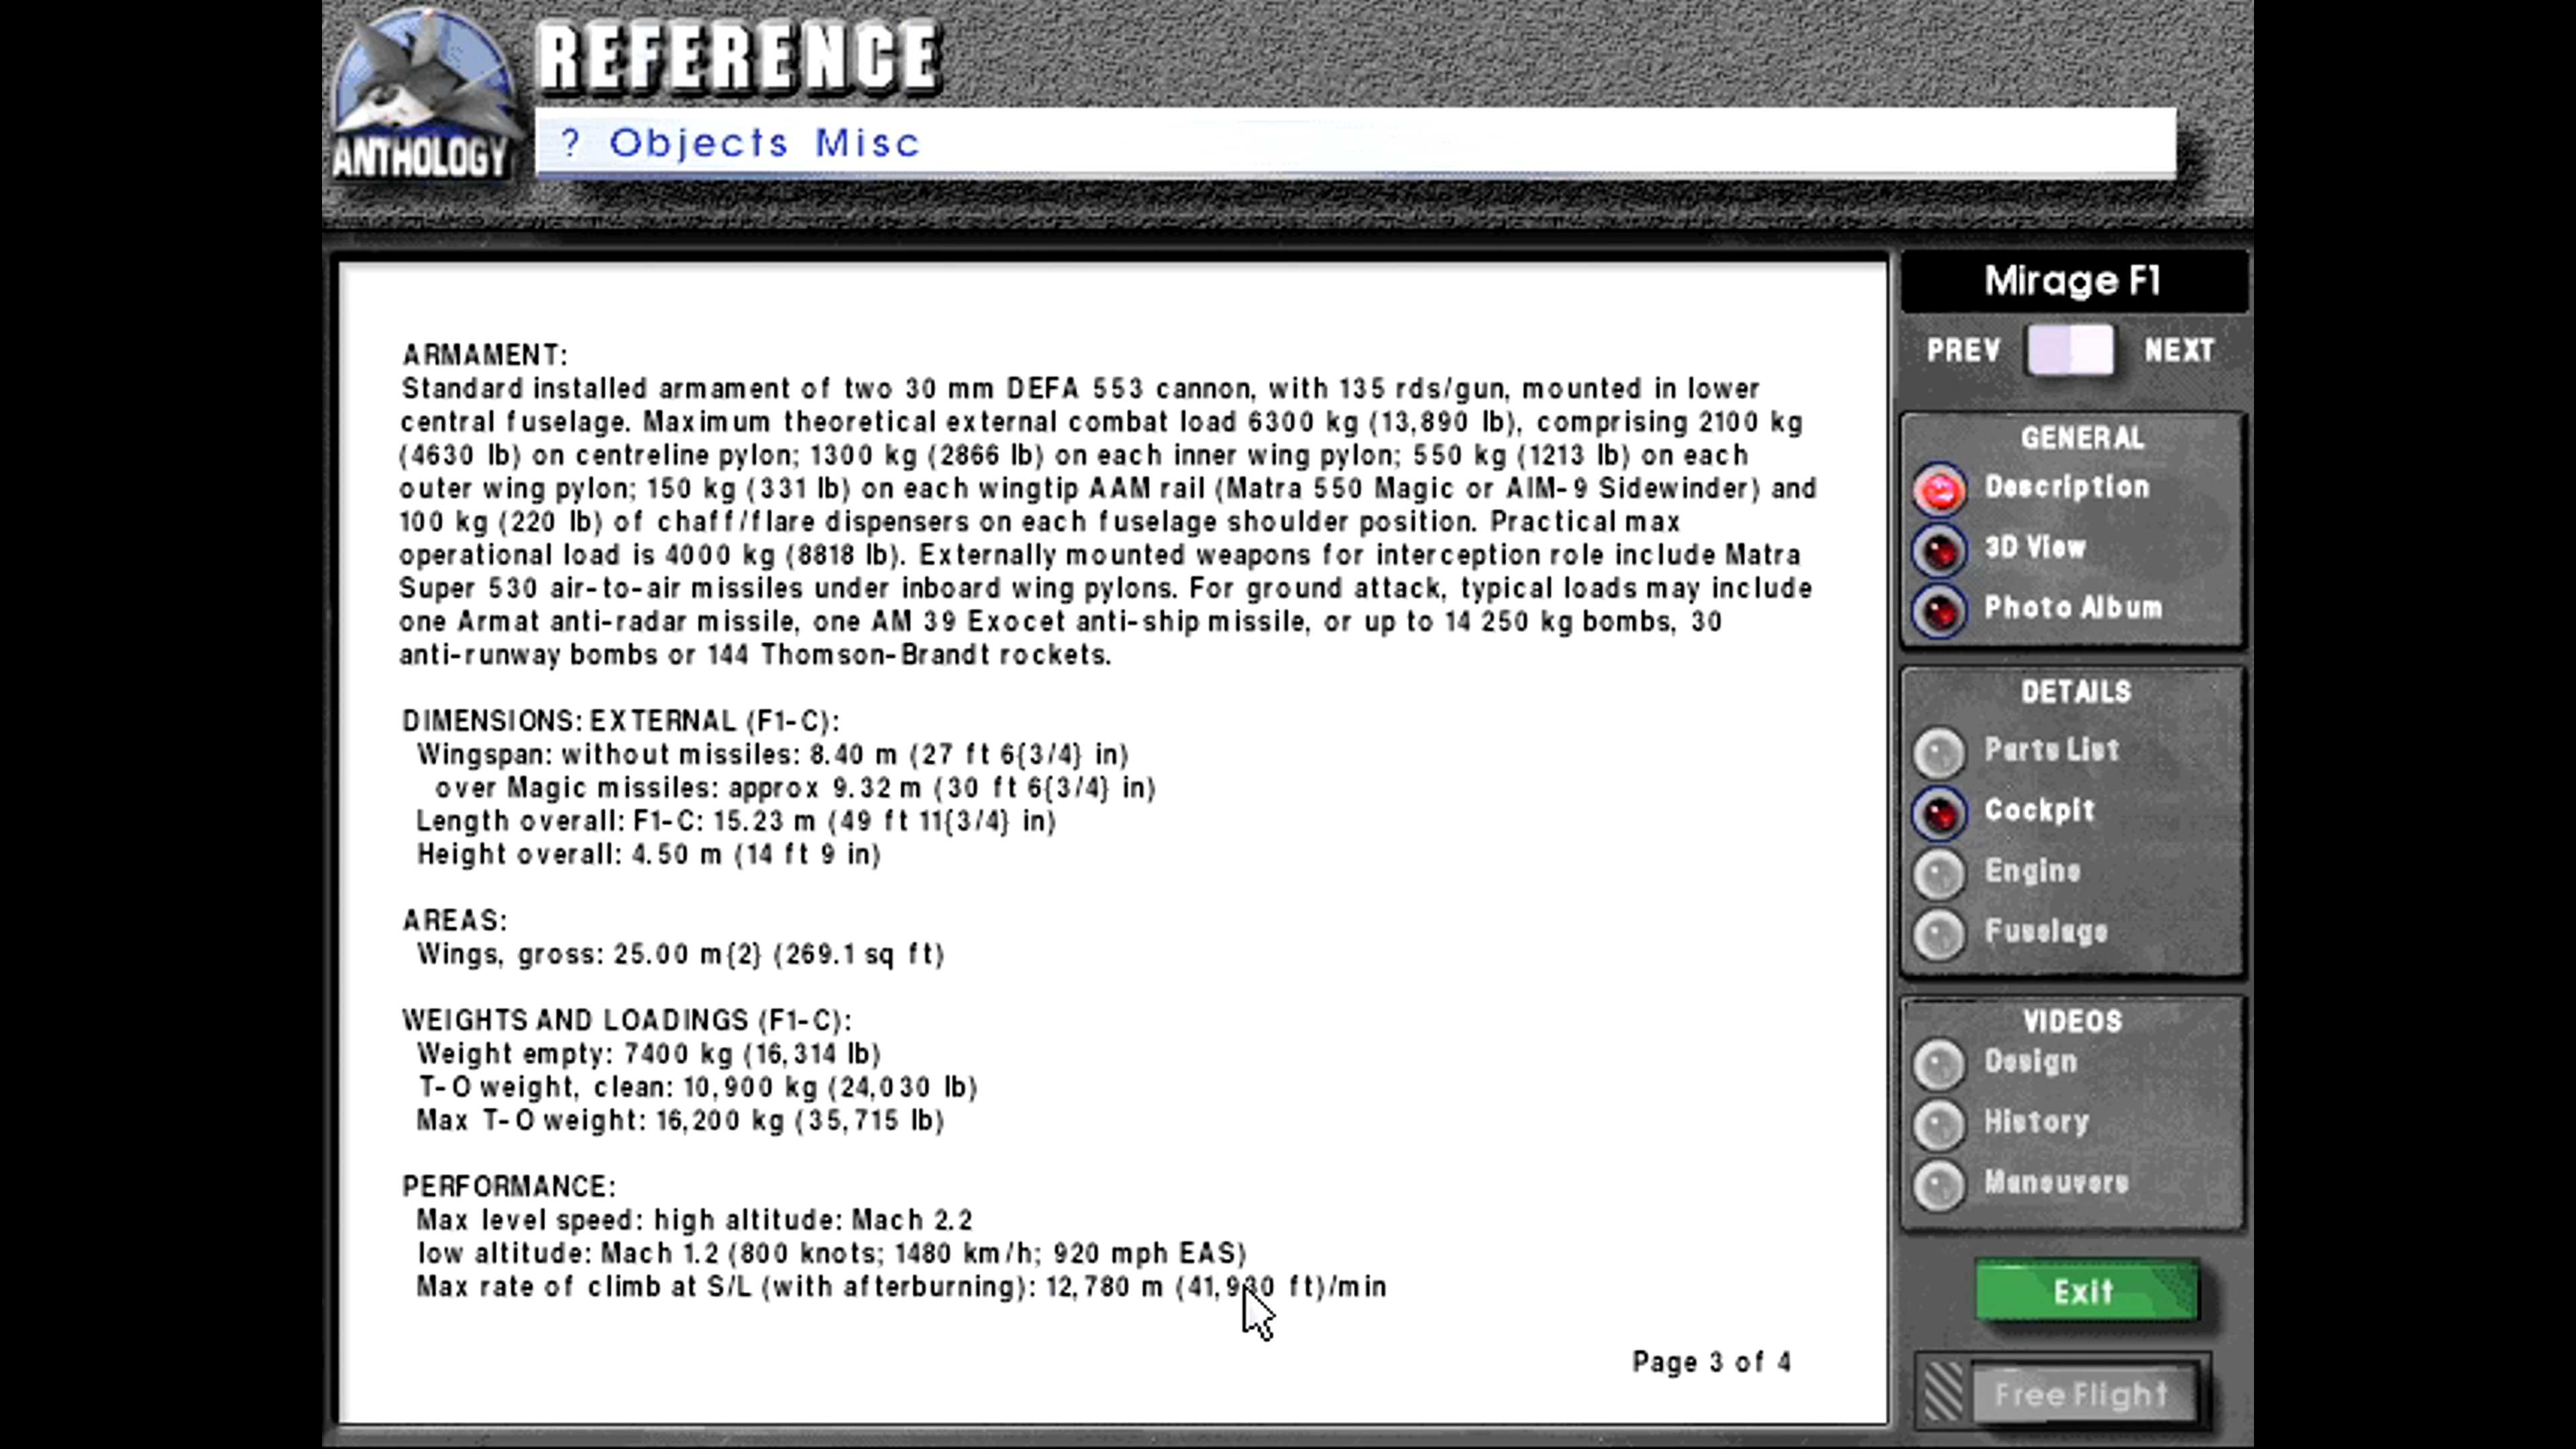 REFERENCE
ANTHOLOGY
? Objects Misc
Mirage F1
PREV NEXT
ARMAMENT:
Standard installed armament of two 30 mm DEFA 553 cannon, with 135 rds/gun, mounted in lower
central fuselage. Maximum theoretical external combat load 6300 kg (13,890 lb), comprising 2100 kg
(4630 lb) on centreline pylon; 1300 kg (2866 lb) on each inner wing pylon; 550 kg (1213 lb) on each
outer wing pylon; 150 kg (331 lb) on each wingtip AAM rail (Matra 550 Magic or AIM-9 Sidewinder) and
100 kg (220 lb) of chaff/flare dispensers on each fuselage shoulder position. Practical max
operational load is 4000 kg (8818 lb). Externally mounted weapons for interception role include Matra
Super 530 air-to-air missiles under inboard wing pylons. For ground attack, typical loads may include
one Armat anti-radar missile, one AM 39 Exocet anti-ship missile, or up to 14 250 kg bombs, 30
anti-runway bombs or 144 Thomson-Brandt rockets.
DIMENSIONS: EXTERNAL (F1-C):
Wingspan: without missiles: 8.40 m (27 ft 6{3/4} in)
over Magic missiles: approx 9.32 m (30 ft 6{3/4} in)
Length overall: F1-C: 15.23 m (49 ft 11{3/4} in)
Height overall: 4.50 m (14 ft 9 in)
AREAS:
Wings, gross: 25.00 m{2} (269.1 sq ft)
WEIGHTS AND LOADINGS (F1-C):
Weight empty: 7400 kg (16,314 lb)
T-O weight, clean: 10,900 kg (24,030 lb)
Max T-O weight: 16,200 kg (35,715 lb)
PERFORMANCE:
Max level speed: high altitude: Mach 2.2
low altitude: Mach 1.2 (800 knots; 1480 km/h; 920 mph EAS)
Max rate of climb at S/L (with afterburning): 12,780 m (41,930 ft)/min
Page 3 of 4
GENERAL
Description
3D View
Photo Album
DETAILS
Parts List
Cockpit
Engine
Fuselage
VIDEOS
Design
History
Maneuvers
Exit
Free Flight